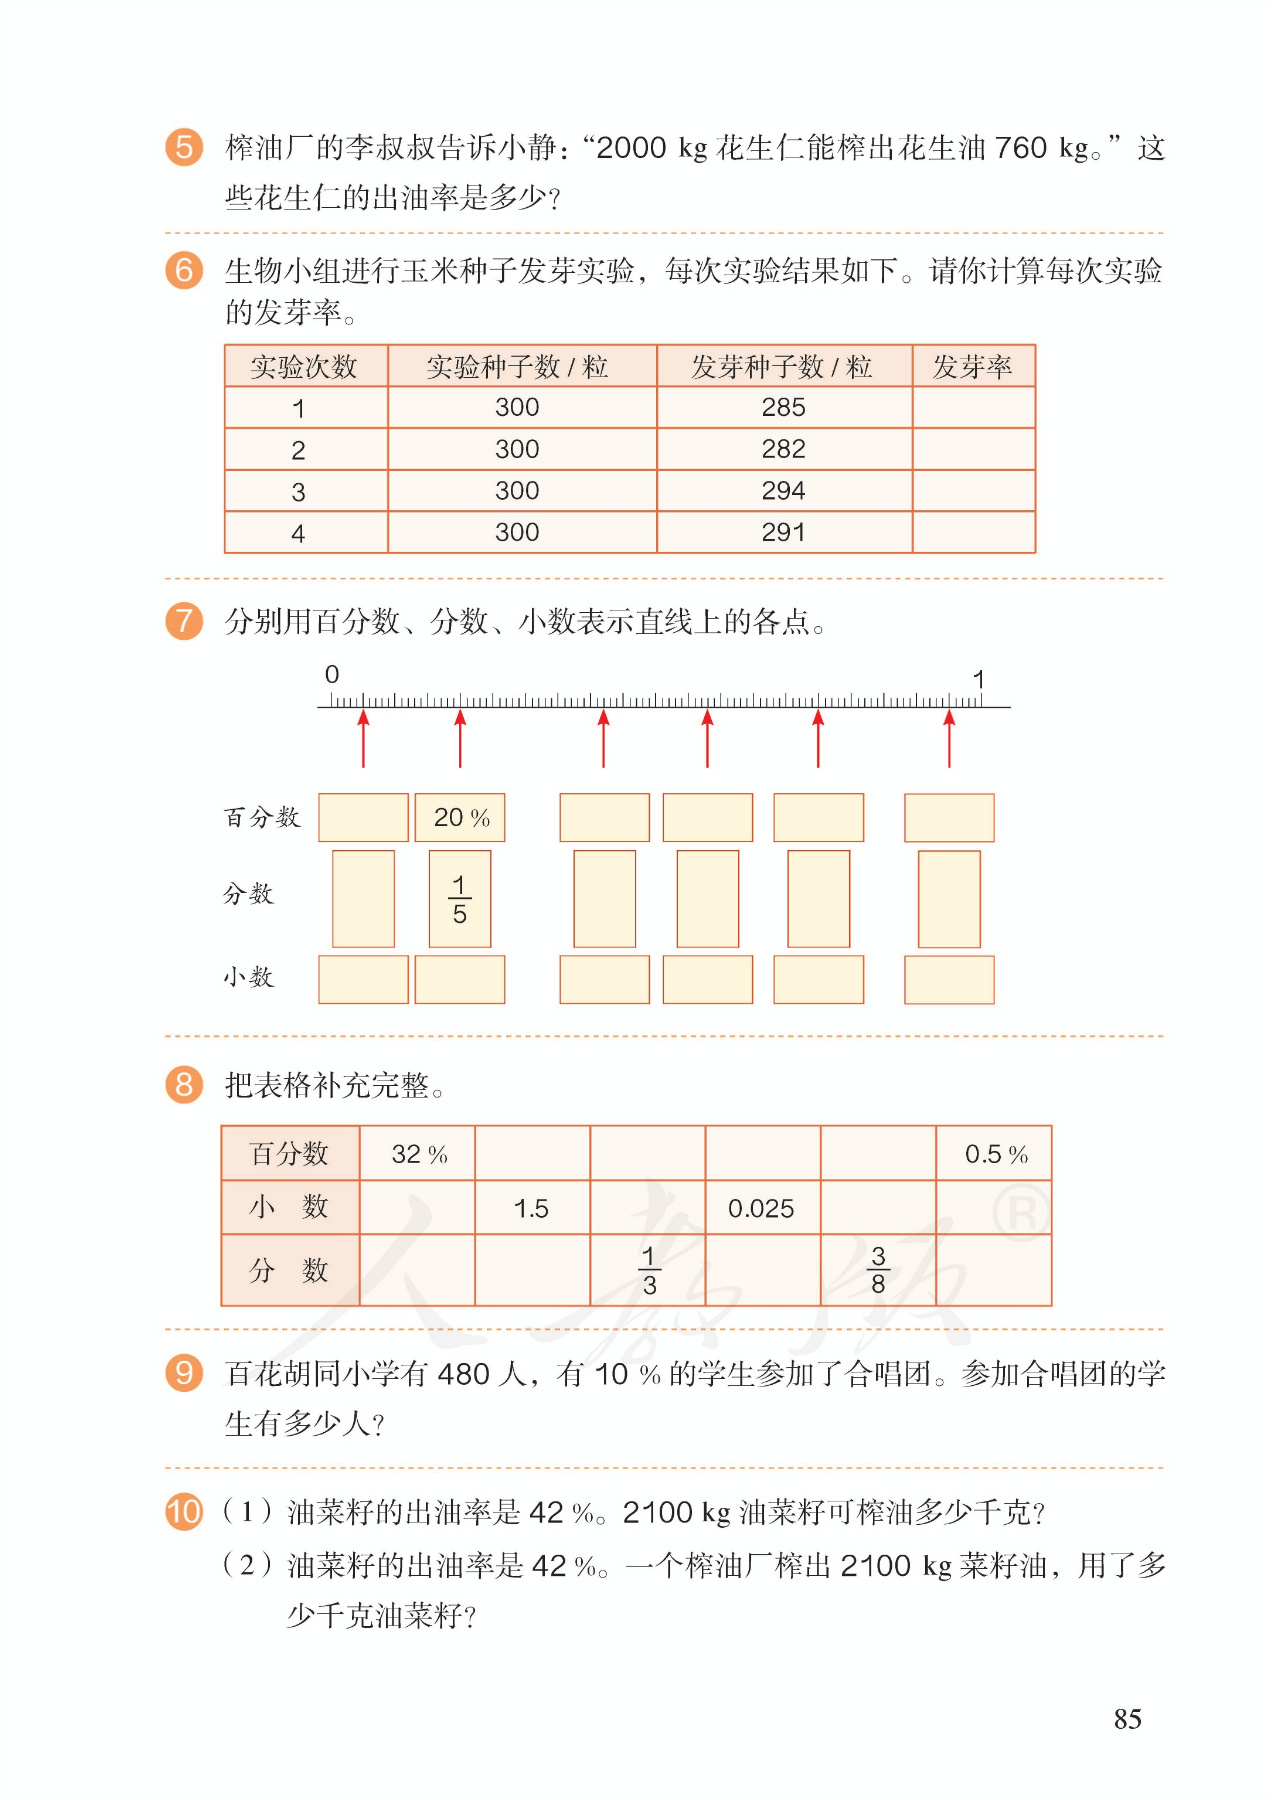 5 榨油厂的李叔叔告诉小静：“2000 kg 花生仁能榨出花生油 760 kg。”这
些花生仁的出油率是多少？
6 生物小组进行玉米种子发芽实验，每次实验结果如下。请你计算每次实验
的发芽率。
实验次数 实验种子数 / 粒 发芽种子数 / 粒 发芽率
1 300 285
2 300 282
3 300 294
4 300 291
7 分别用百分数、分数、小数表示直线上的各点。
0 1
百分数 20 %
分数 1/5
小数
8 把表格补充完整。
百分数 32 % 0.5 %
小 数 1.5 0.025
分 数 1/3 3/8
人教版®
9 百花胡同小学有 480 人，有 10 % 的学生参加了合唱团。参加合唱团的学
生有多少人？
10（1）油菜籽的出油率是 42 %。2100 kg 油菜籽可榨油多少千克？
（2）油菜籽的出油率是 42 %。一个榨油厂榨出 2100 kg 菜籽油，用了多
少千克油菜籽？
85